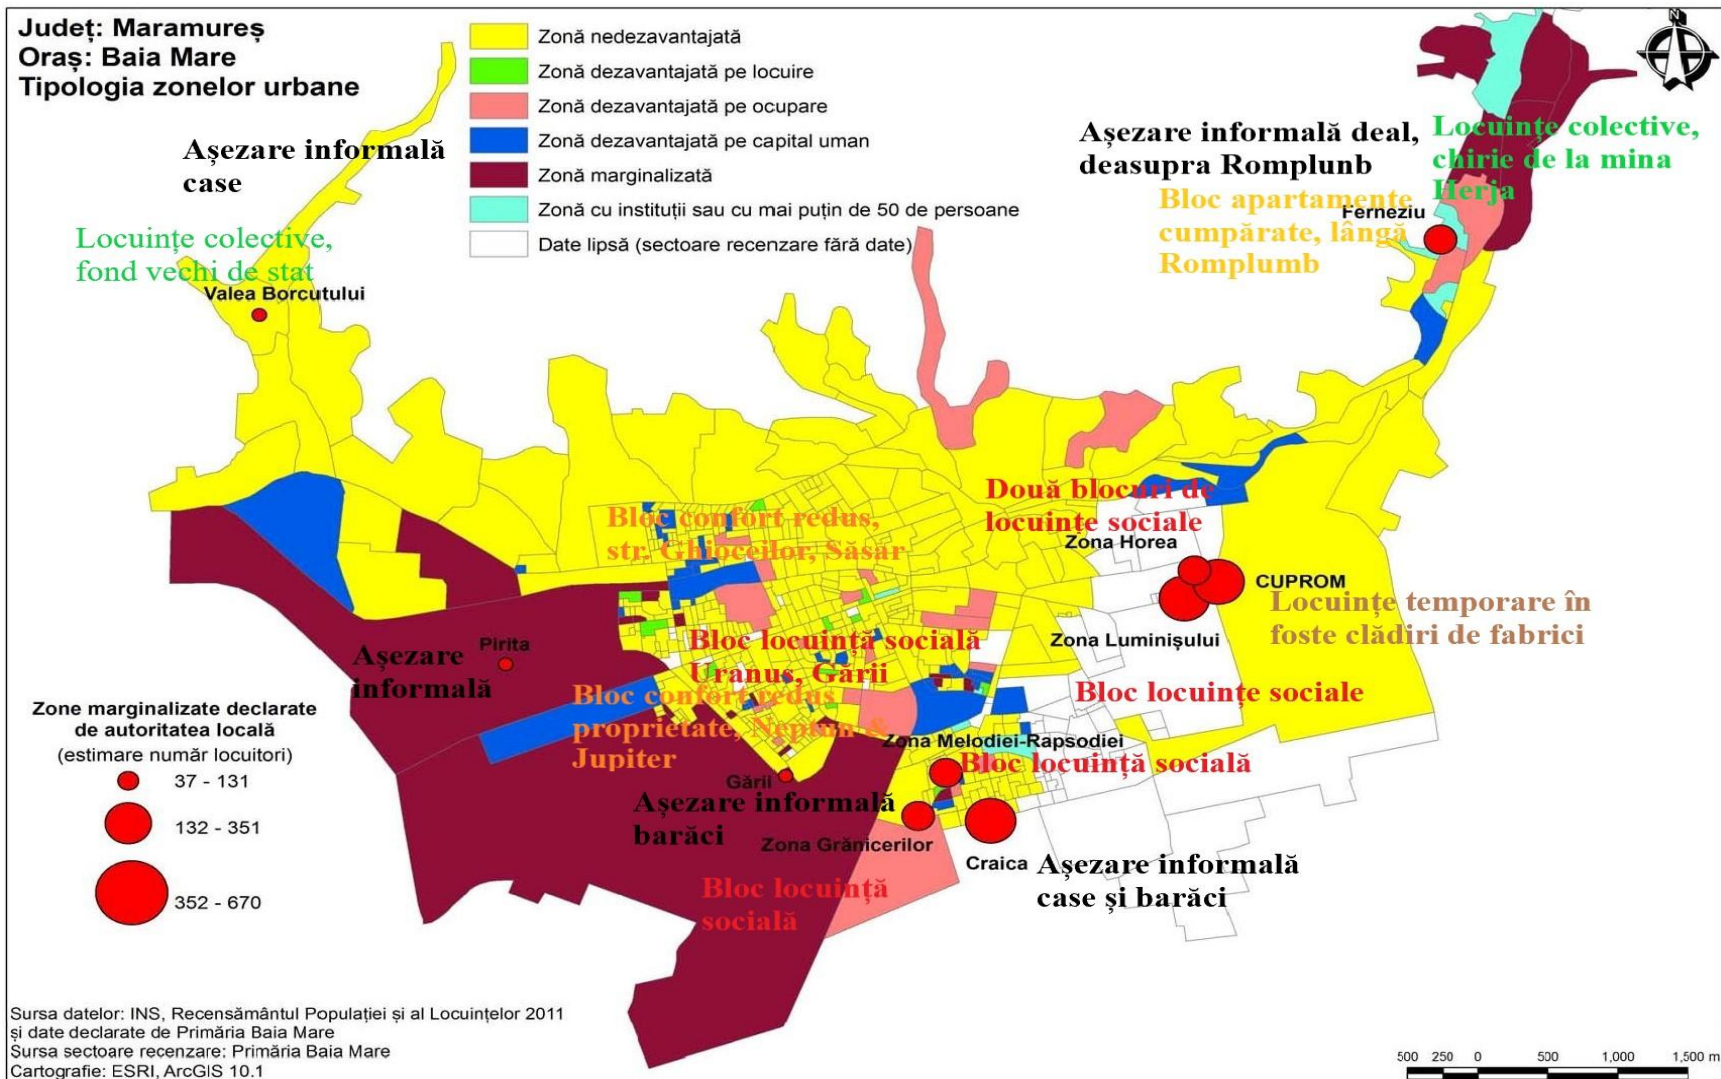 Județ: Maramureș
Oraș: Baia Mare
Tipologia zonelor urbane
Zonă nedezavantajată
Zonă dezavantajată pe locuire
Zonă dezavantajată pe ocupare
Zonă dezavantajată pe capital uman
Zonă marginalizată
Zonă cu instituții sau cu mai puțin de 50 de persoane
Date lipsă (sectoare recenzare fără date)
N
Așezare informală
case
Locuințe colective,
fond vechi de stat
Valea Borcutului
Așezare informală deal,
deasupra Romplunb
Locuințe colective,
chirie de la mina
Herja
Bloc apartamente
cumpărate, lângă
Romplumb
Ferneziu
Două blocuri de
locuințe sociale
Zona Horea
Bloc confort redus,
str. Ghioceilor, Săsar
CUPROM
Locuințe temporare în
foste clădiri de fabrici
Zona Luminișului
Bloc locuințe sociale
Pirita
Așezare
informală
Bloc locuință socială
Uranus, Gării
Bloc confort redus
proprietate, Neptun &
Jupiter
Zona Melodiei-Rapsodiei
Bloc locuință socială
Gării
Așezare informală
barăci
Zona Grănicerilor
Craica
Așezare informală
case și barăci
Bloc locuință
socială
Zone marginalizate declarate
de autoritatea locală
(estimare număr locuitori)
37 - 131
132 - 351
352 - 670
Sursa datelor: INS, Recensământul Populației și al Locuințelor 2011
și date declarate de Primăria Baia Mare
Sursa sectoare recenzare: Primăria Baia Mare
Cartografie: ESRI, ArcGIS 10.1
500 250 0 500 1,000 1,500 m